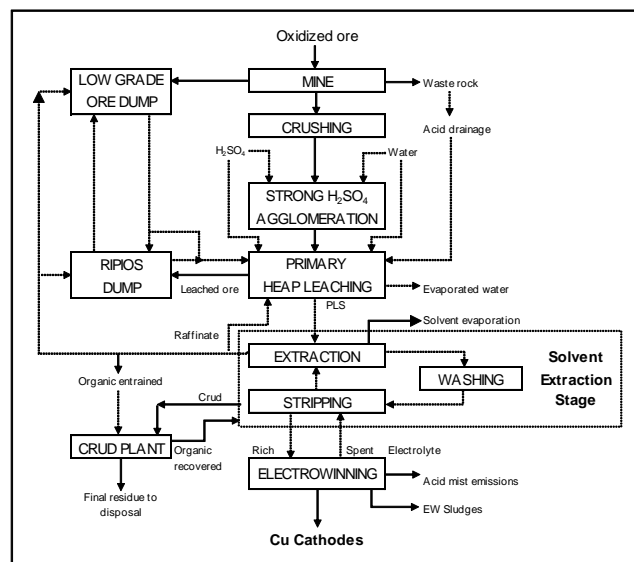 Oxidized ore
LOW GRADE
ORE DUMP
MINE
Waste rock
CRUSHING
Acid drainage
H2SO4
Water
STRONG H2SO4
AGGLOMERATION
RIPIOS
DUMP
PRIMARY
HEAP LEACHING
Leached ore
Evaporated water
PLS
Raffinate
Solvent evaporation
EXTRACTION
Solvent
Extraction
Stage
WASHING
Organic entrained
STRIPPING
Crud
CRUD PLANT
Organic
recovered
Rich
Spent
Electrolyte
ELECTROWINNING
Acid mist emissions
Final residue to
disposal
EW Sludges
Cu Cathodes